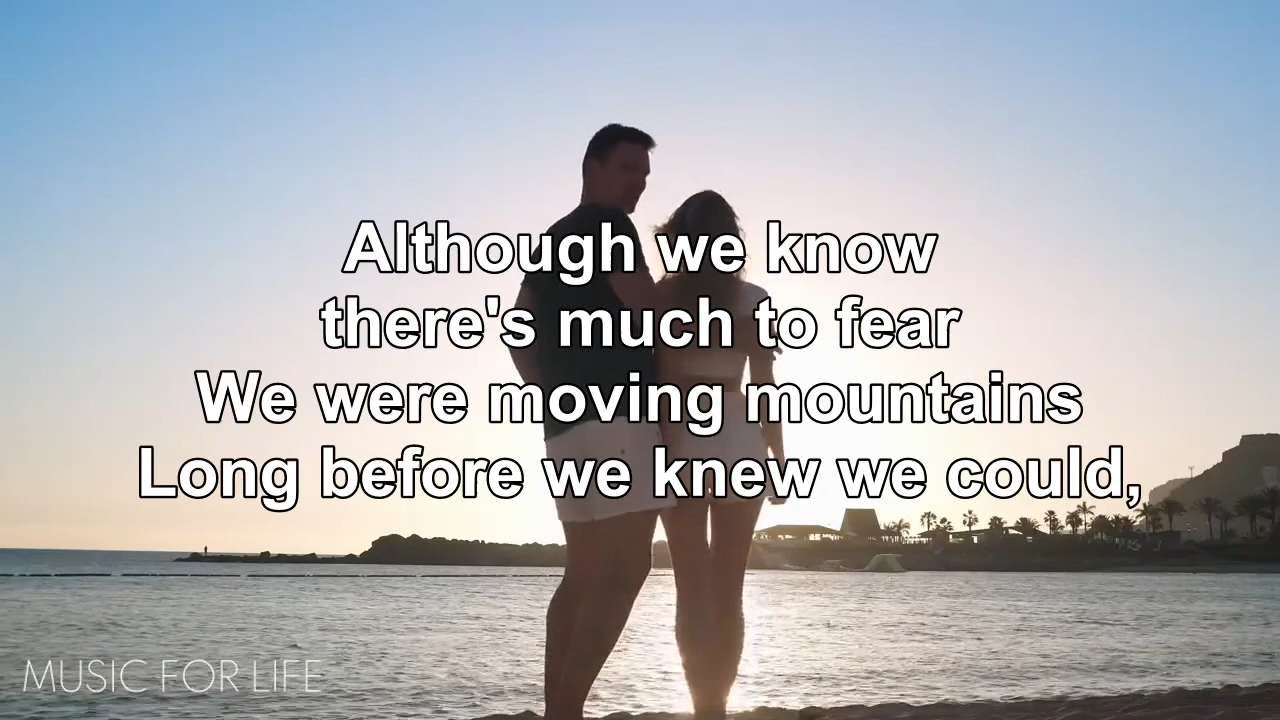 Although we know
there's much to fear
We were moving mountains
Long before we knew we could,
MUSIC FOR LIFE